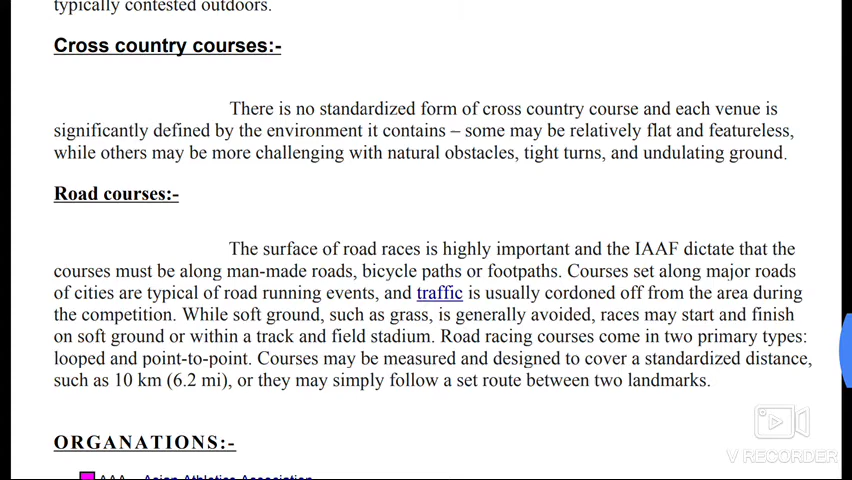 typically contested outdoors.
Cross country courses:-
There is no standardized form of cross country course and each venue is
significantly defined by the environment it contains – some may be relatively flat and featureless,
while others may be more challenging with natural obstacles, tight turns, and undulating ground.
Road courses:-
The surface of road races is highly important and the IAAF dictate that the
courses must be along man-made roads, bicycle paths or footpaths. Courses set along major roads
of cities are typical of road running events, and traffic is usually cordoned off from the area during
the competition. While soft ground, such as grass, is generally avoided, races may start and finish
on soft ground or within a track and field stadium. Road racing courses come in two primary types:
looped and point-to-point. Courses may be measured and designed to cover a standardized distance,
such as 10 km (6.2 mi), or they may simply follow a set route between two landmarks.
ORGANATIONS:-
AAA – Asian Athletics Association
V RECORDER